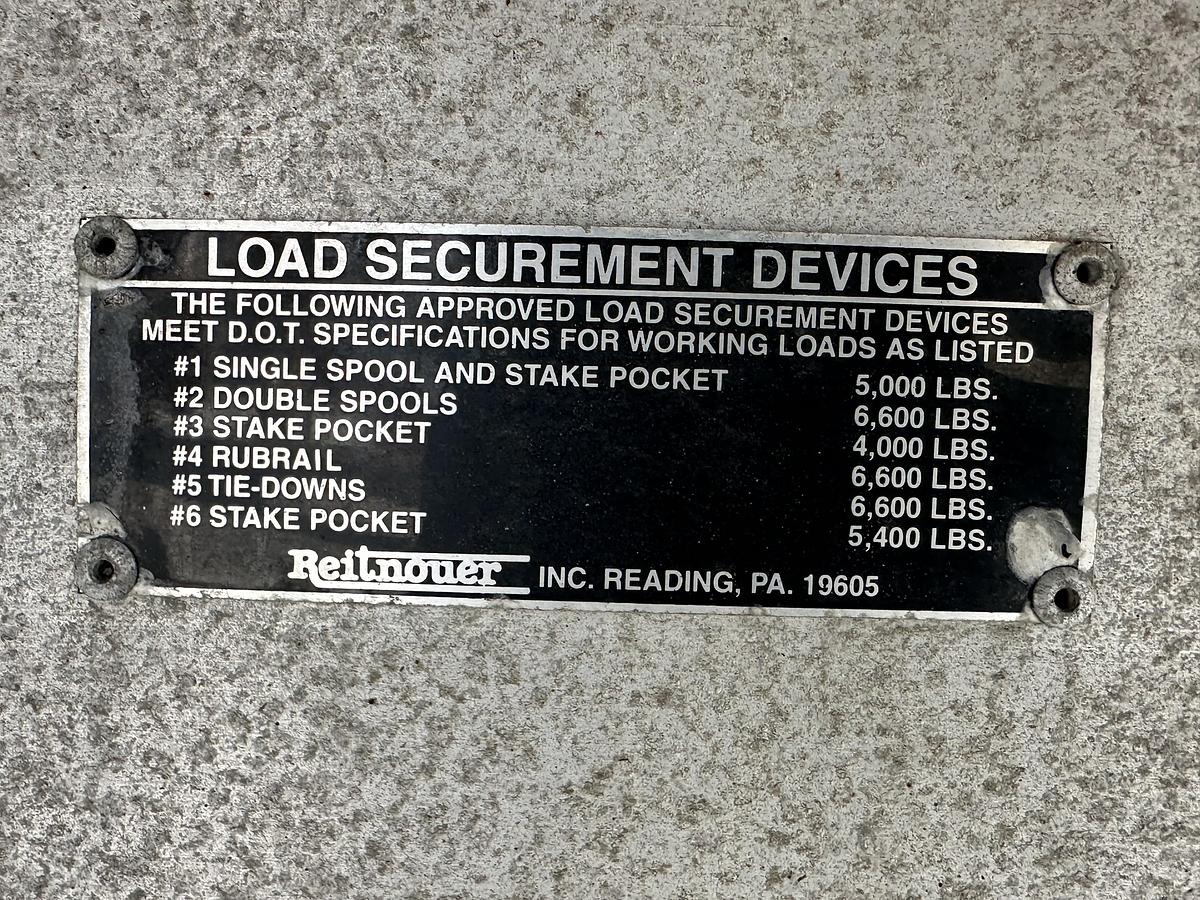 LOAD SECUREMENT DEVICES
THE FOLLOWING APPROVED LOAD SECUREMENT DEVICES
MEET D.O.T. SPECIFICATIONS FOR WORKING LOADS AS LISTED
#1 SINGLE SPOOL AND STAKE POCKET 5,000 LBS.
#2 DOUBLE SPOOLS 6,600 LBS.
#3 STAKE POCKET 4,000 LBS.
#4 RUBRAIL 6,600 LBS.
#5 TIE-DOWNS 6,600 LBS.
#6 STAKE POCKET 5,400 LBS.
Reitnouer INC. READING, PA. 19605